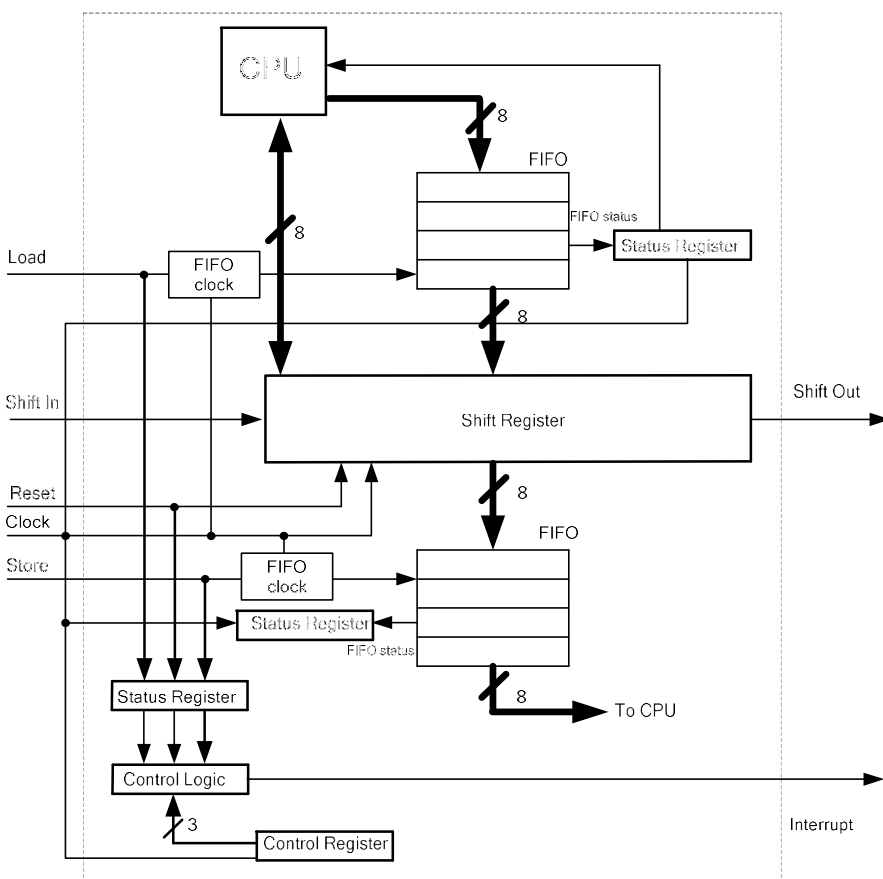 CPU
8
FIFO
FIFO status
8
Status Register
Load
FIFO
clock
8
Shift In
Shift Register
Shift Out
Reset
8
Clock
FIFO
Store
FIFO
clock
Status Register
FIFO status
Status Register
8
To CPU
Control Logic
3
Interrupt
Control Register